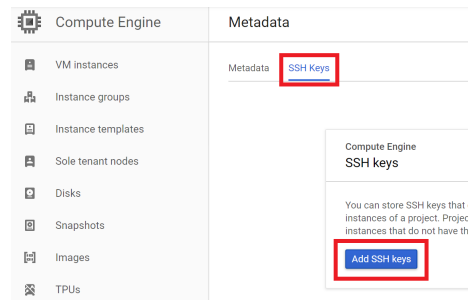 Compute Engine
Metadata
VM instances
Instance groups
Instance templates
Sole tenant nodes
Disks
Snapshots
Images
TPUs
Metadata SSH Keys
Compute Engine
SSH keys
You can store SSH keys that
instances of a project. Projec
instances that do not have th
Add SSH keys